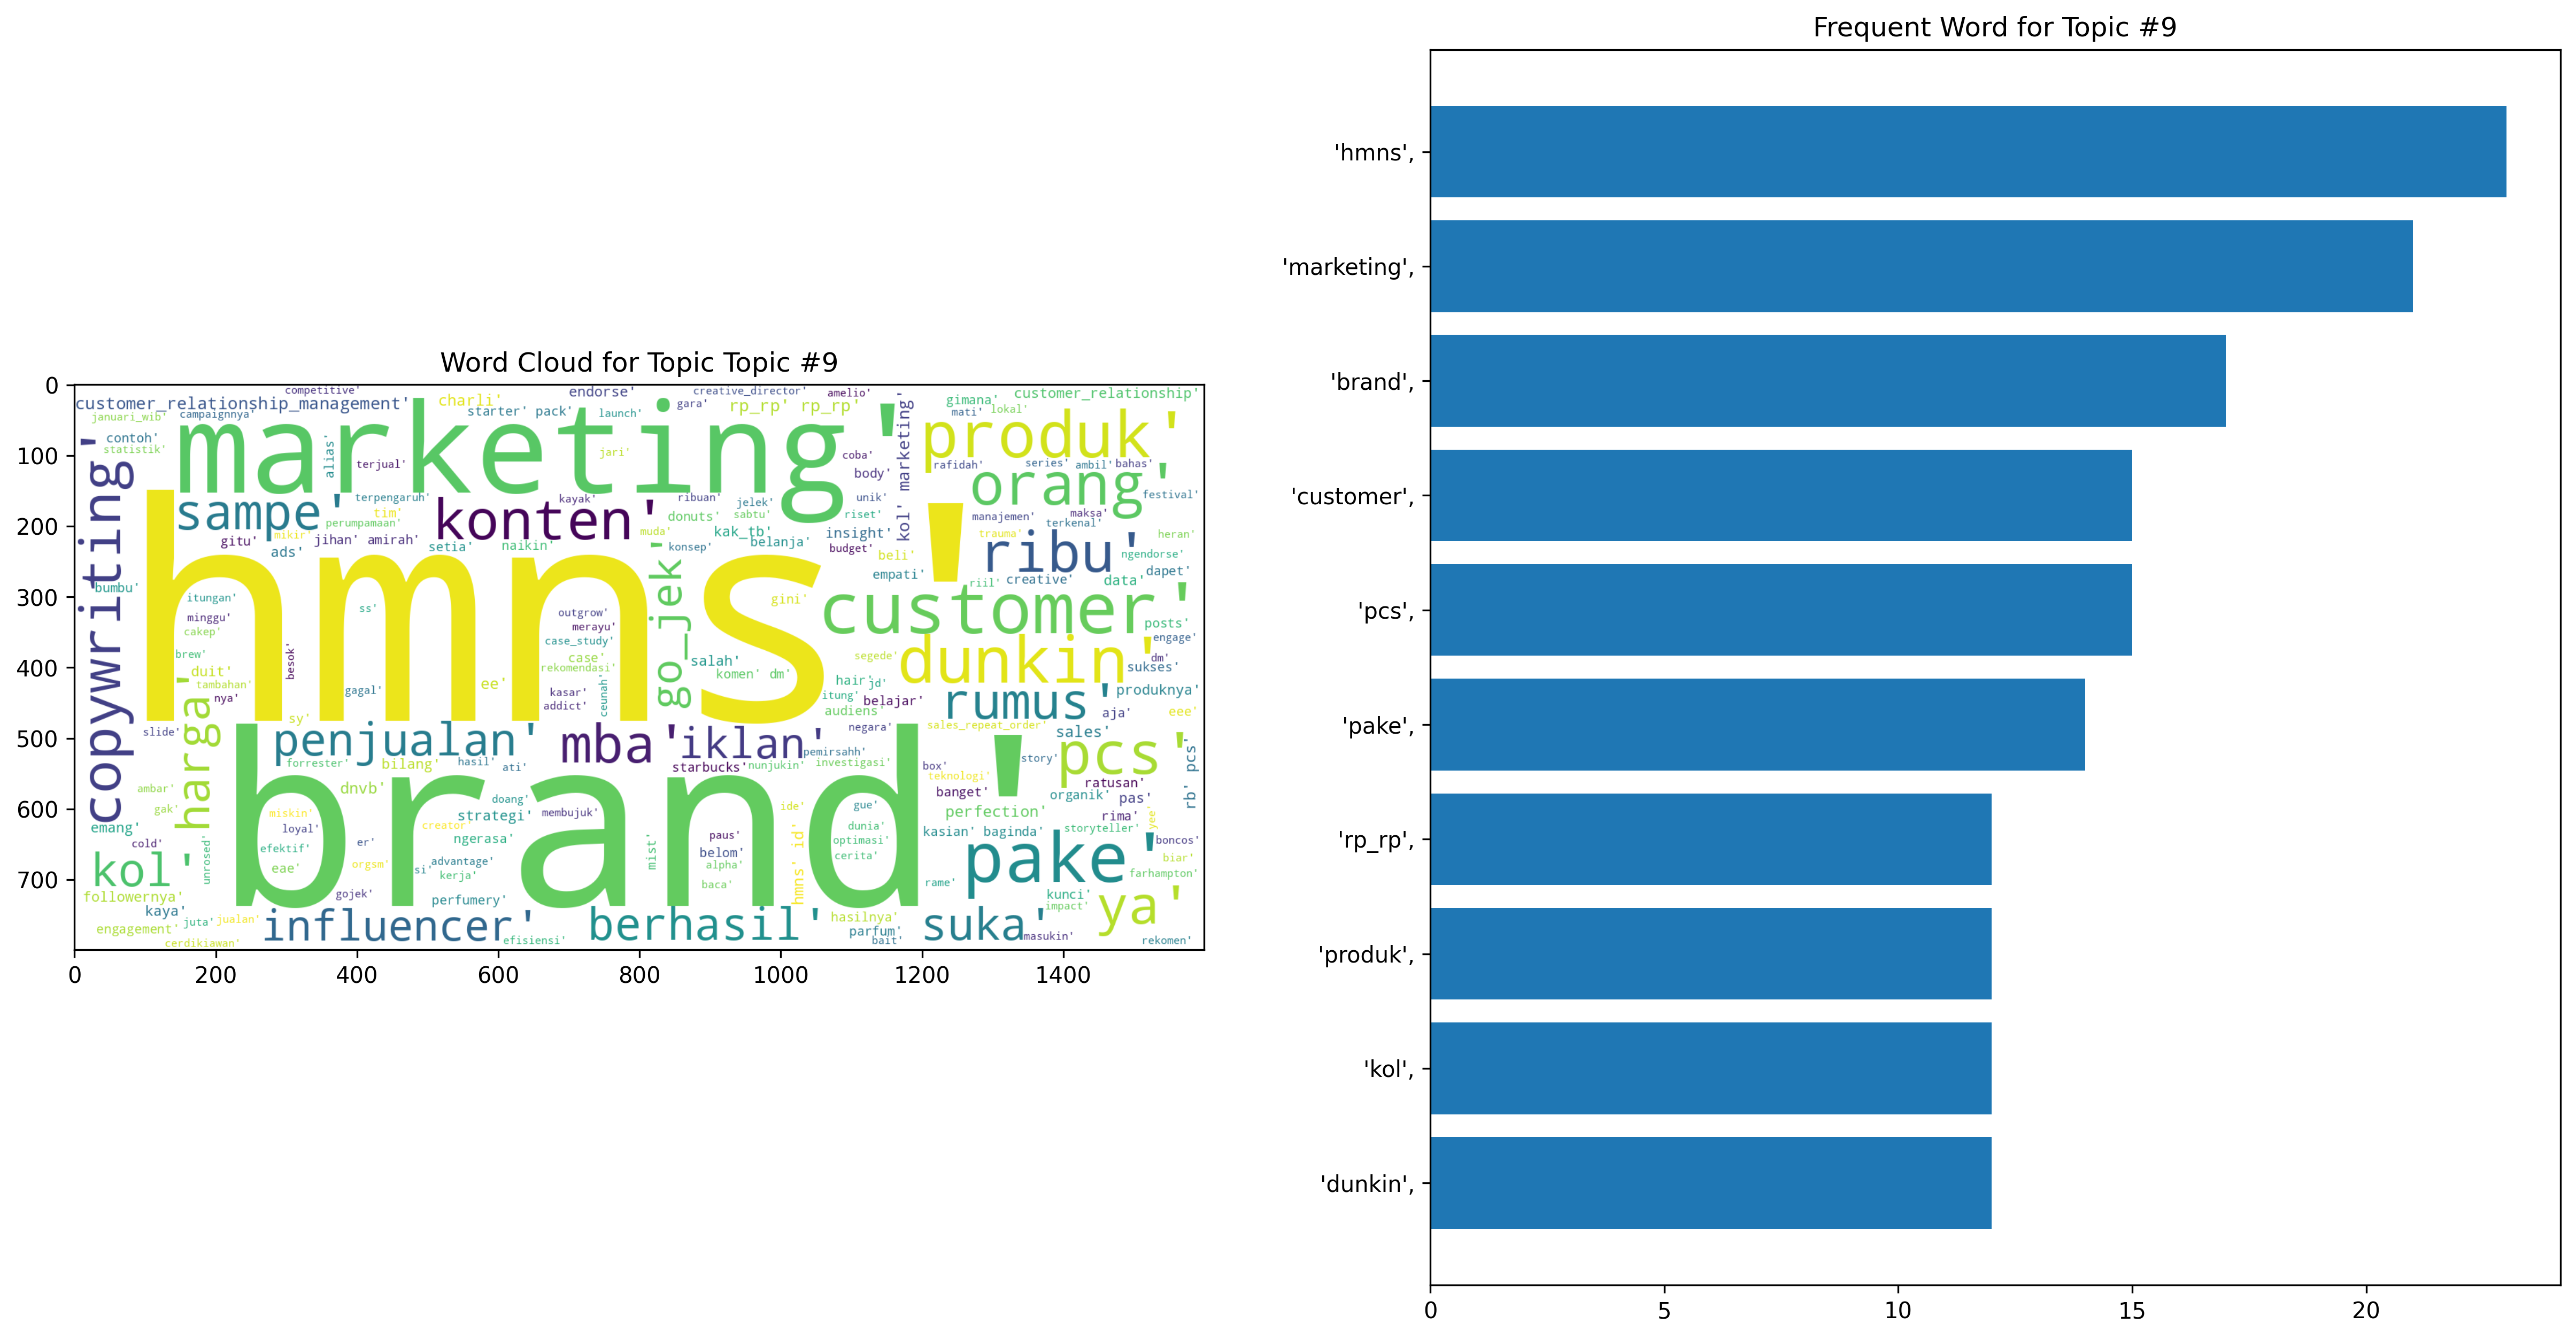 Word Cloud for Topic Topic #9
0
100
200
300
400
500
600
700
0
200
400
600
800
1000
1200
1400
competitive'
endorse'
creative_director'
amelio'
customer_relationship'
customer_relationship_management'
charli'
gara'
rp_rp' rp_rp'
gimana'
januari_wib'
campaignnya'
starter' pack'
launch'
mati'
lokal'
marketing'
produk'
contoh'
statistik'
alias'
terjual'
jari'
coba'
body'
kol' marketing'
rafidah'
series'
ambil'
bahas'
orang'
copywriting'
sampe'
terpengaruh'
konten'
kayak'
ribuan'
jelek'
unik'
festival'
tim'
perumpamaan'
donuts'
sabtu'
riset'
manajemen'
maksa'
terkenal'
mikir'
gitu'
jihan' amirah'
ads'
setia'
naikin'
muda'
kak_tb'
konsep'
belanja'
insight'
budget'
beli'
trauma'
ribu'
heran'
ngendorse'
hmns'
bumbu'
itungan'
ss'
go_jek'
gini'
empati'
riil'
creative'
data'
dapet'
minggu'
cakep'
outgrow'
merayu'
case_study'
customer'
posts'
engage'
brew'
duit'
tambahan'
nya'
besok'
gagal'
ee'
case'
rekomendasi'
kasar'
addict'
ceunah'
salah'
komen' dm'
segede'
dunkin'
dm'
sukses'
hair'
jd'
itung'
belajar'
audiens'
rumus'
produknya'
aja'
eee'
harga'
sy'
slide'
penjualan'
mba'
iklan'
negara'
sales_repeat_order'
sales'
pemirsahh'
pcs'
forrester'
bilang'
hasil'
ati'
starbucks'
nunjukin'
investigasi'
box'
story'
teknologi'
ratusan'
rb' pcs'
ambar'
gak'
dnvb'
doang'
brand'
banget'
organik'
pas'
perfection'
rima'
yee'
emang'
miskin'
loyal'
strategi'
membujuk'
creator'
ide'
gue'
dunia'
kasian' baginda'
storyteller'
cold'
efektif'
er'
ngerasa'
paus'
optimasi'
boncos'
kol'
unrosed'
eae'
orgsm'
si'
advantage'
kerja'
mist'
belom'
alpha'
baca'
cerita'
hmns' id'
pake'
biar'
farhampton'
followernya'
gojek'
perfumery'
rame'
kunci'
impact'
ya'
kaya'
engagement'
juta'
jualan'
cerdikiawan'
influencer'
efisiensi'
berhasil'
hasilnya'
parfum'
bait'
suka'
masukin'
rekomen'
Frequent Word for Topic #9
'hmns',
'marketing',
'brand',
'customer',
'pcs',
'pake',
'rp_rp',
'produk',
'kol',
'dunkin',
0
5
10
15
20